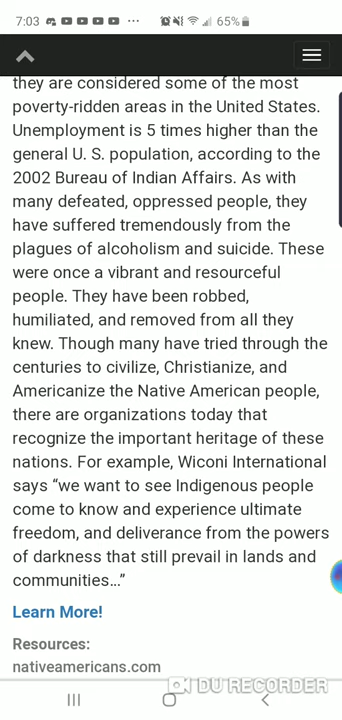 7:03 65%
they are considered some of the most
poverty-ridden areas in the United States.
Unemployment is 5 times higher than the
general U. S. population, according to the
2002 Bureau of Indian Affairs. As with
many defeated, oppressed people, they
have suffered tremendously from the
plagues of alcoholism and suicide. These
were once a vibrant and resourceful
people. They have been robbed,
humiliated, and removed from all they
knew. Though many have tried through the
centuries to civilize, Christianize, and
Americanize the Native American people,
there are organizations today that
recognize the important heritage of these
nations. For example, Wiconi International
says “we want to see Indigenous people
come to know and experience ultimate
freedom, and deliverance from the powers
of darkness that still prevail in lands and
communities…”
Learn More!
Resources:
nativeamericans.com
DU RECORDER